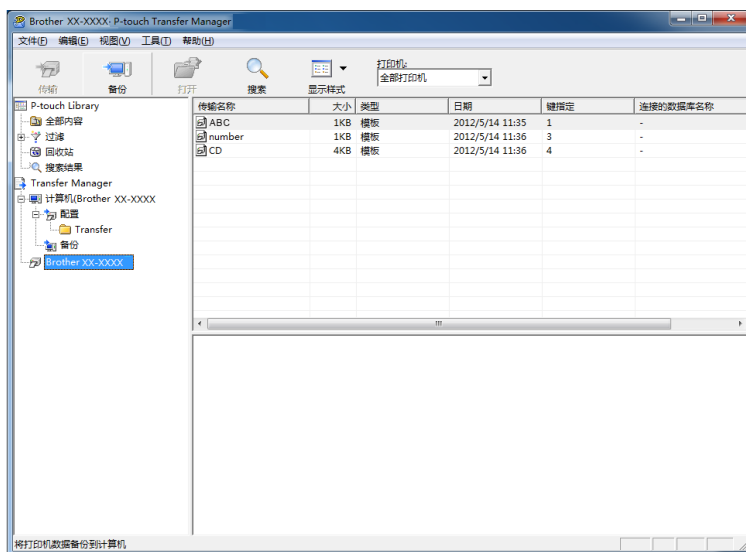 Brother XX-XXXX- P-touch Transfer Manager
文件(F) 编辑(E) 视图(V) 工具(T) 帮助(H)
传输 备份 打开 搜索 显示样式
打印机:
全部打印机
P-touch Library
全部内容
过滤
回收站
搜索结果
Transfer Manager
计算机(Brother XX-XXXX
配置
Transfer
备份
Brother XX-XXXX
传输名称 大小 类型 日期 键指定 连接的数据库名称
ABC 1KB 模板 2012/5/14 11:35 1 -
number 1KB 模板 2012/5/14 11:36 3 -
CD 4KB 模板 2012/5/14 11:36 4 -
将打印机数据备份到计算机